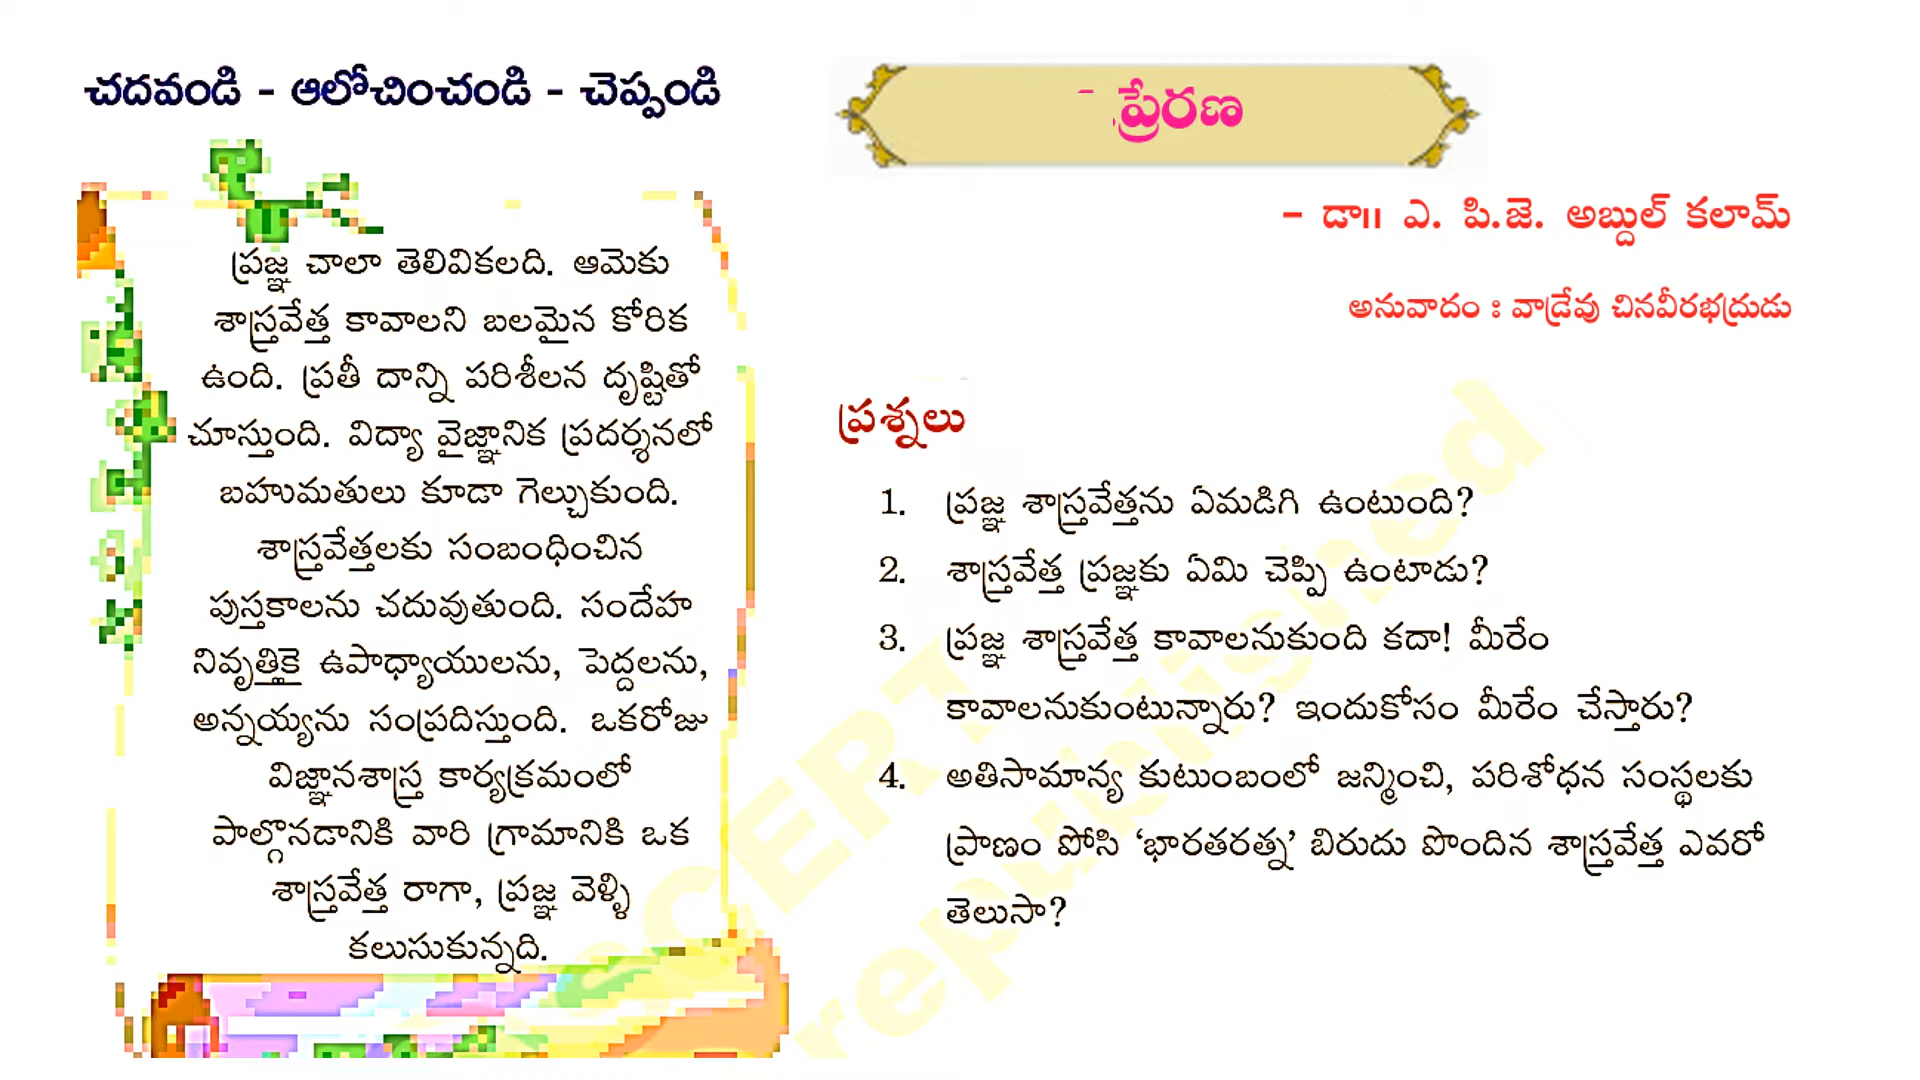 చదవండి - ఆలోచించండి - చెప్పండి
ప్రజ్ఞ చాలా తెలివికలది. ఆమెకు
శాస్త్రవేత్త కావాలని బలమైన కోరిక
ఉంది. ప్రతీ దాన్ని పరిశీలన దృష్టితో
చూస్తుంది. విద్యా వైజ్ఞానిక ప్రదర్శనలో
బహుమతులు కూడా గెల్చుకుంది.
శాస్త్రవేత్తలకు సంబంధించిన
పుస్తకాలను చదువుతుంది. సందేహ
నివృత్తికై ఉపాధ్యాయులను, పెద్దలను,
అన్నయ్యను సంప్రదిస్తుంది. ఒకరోజు
విజ్ఞానశాస్త్ర కార్యక్రమంలో
పాల్గొనడానికి వారి గ్రామానికి ఒక
శాస్త్రవేత్త రాగా, ప్రజ్ఞ వెళ్ళి
కలుసుకున్నది.
ప్రేరణ
- డా॥ ఎ. పి.జె. అబ్దుల్ కలామ్
అనువాదం : వాడ్రేవు చినవీరభద్రుడు
ప్రశ్నలు
1. ప్రజ్ఞ శాస్త్రవేత్తను ఏమడిగి ఉంటుంది?
2. శాస్త్రవేత్త ప్రజ్ఞకు ఏమి చెప్పి ఉంటాడు?
3. ప్రజ్ఞ శాస్త్రవేత్త కావాలనుకుంది కదా! మీరేం
కావాలనుకుంటున్నారు? ఇందుకోసం మీరేం చేస్తారు?
4. అతిసామాన్య కుటుంబంలో జన్మించి, పరిశోధన సంస్థలకు
ప్రాణం పోసి ‘భారతరత్న’ బిరుదు పొందిన శాస్త్రవేత్త ఎవరో
తెలుసా?
SCERT
republished